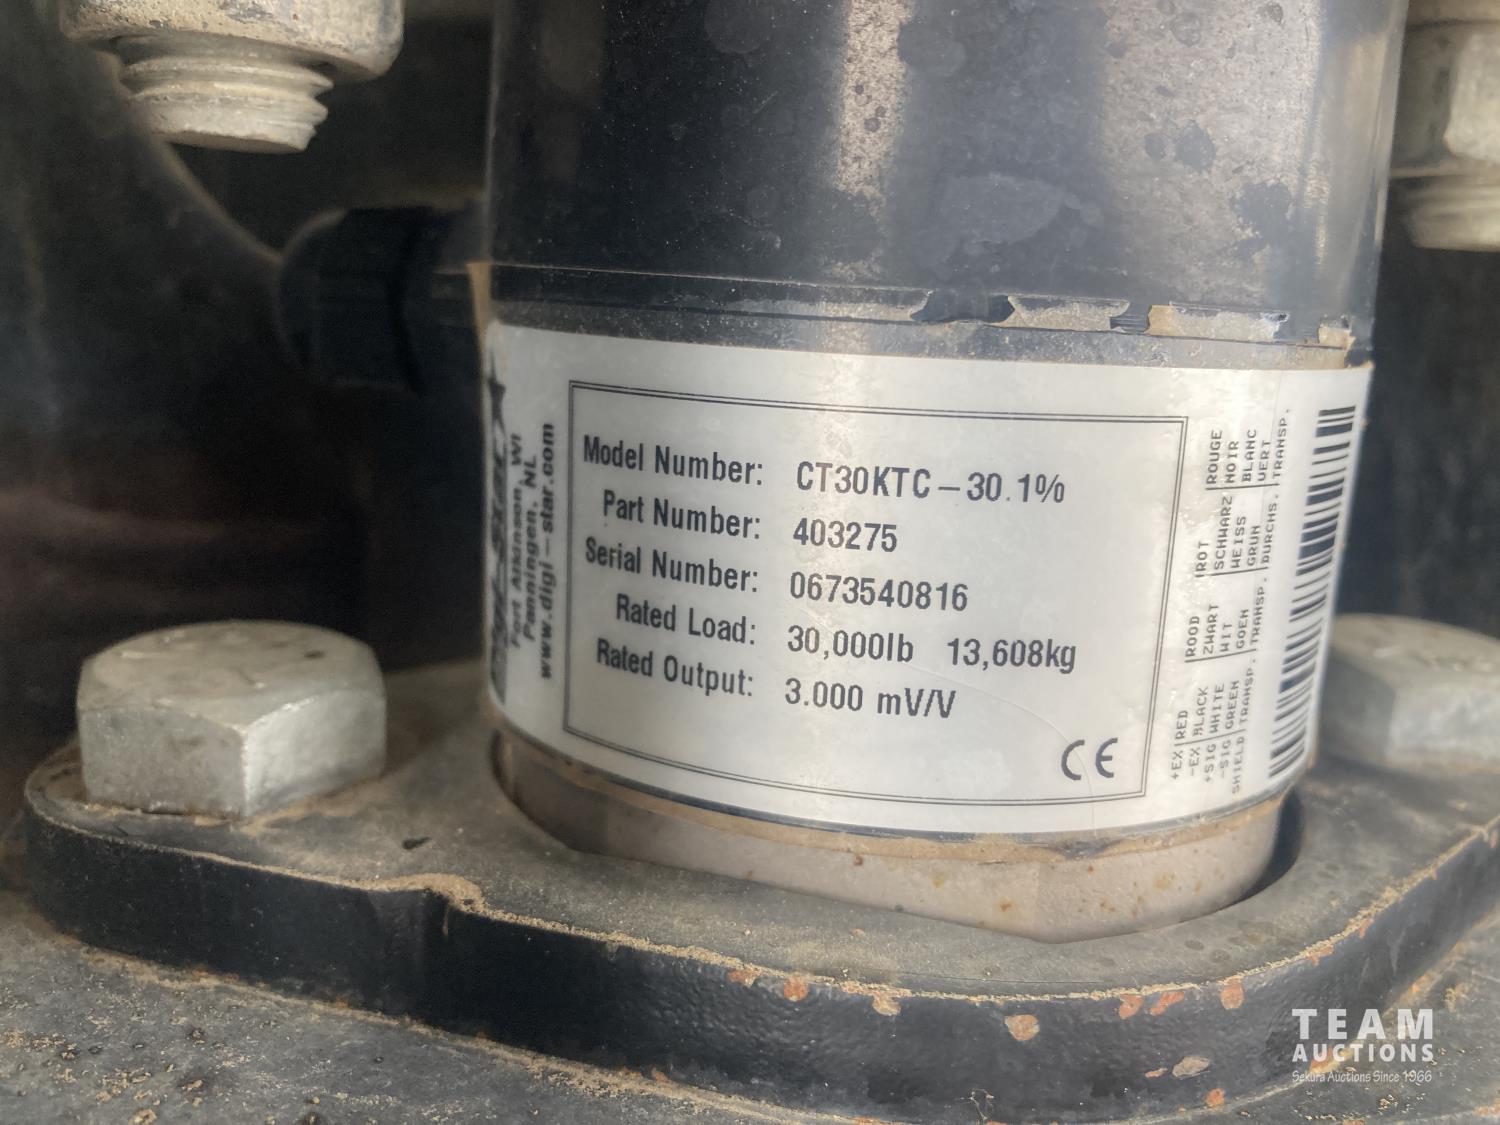 Digi-Star
Fort Atkinson, WI
Panningen, NL
www.digi-star.com
Model Number: CT30KTC-30.1%
Part Number: 403275
Serial Number: 0673540816
Rated Load: 30,000lb 13,608kg
Rated Output: 3.000 mV/V
CE
+EX RED ROOD ROT ROUGE
-EX BLACK ZWART SCHWARZ NOIR
+SIG WHITE WIT WEISS BLANC
-SIG GREEN GOEN GRUN VERT
SHIELD TRANSP. TRANSP. DURCHS. TRANSP.
TEAM
AUCTIONS
Sekura Auctions Since 1966